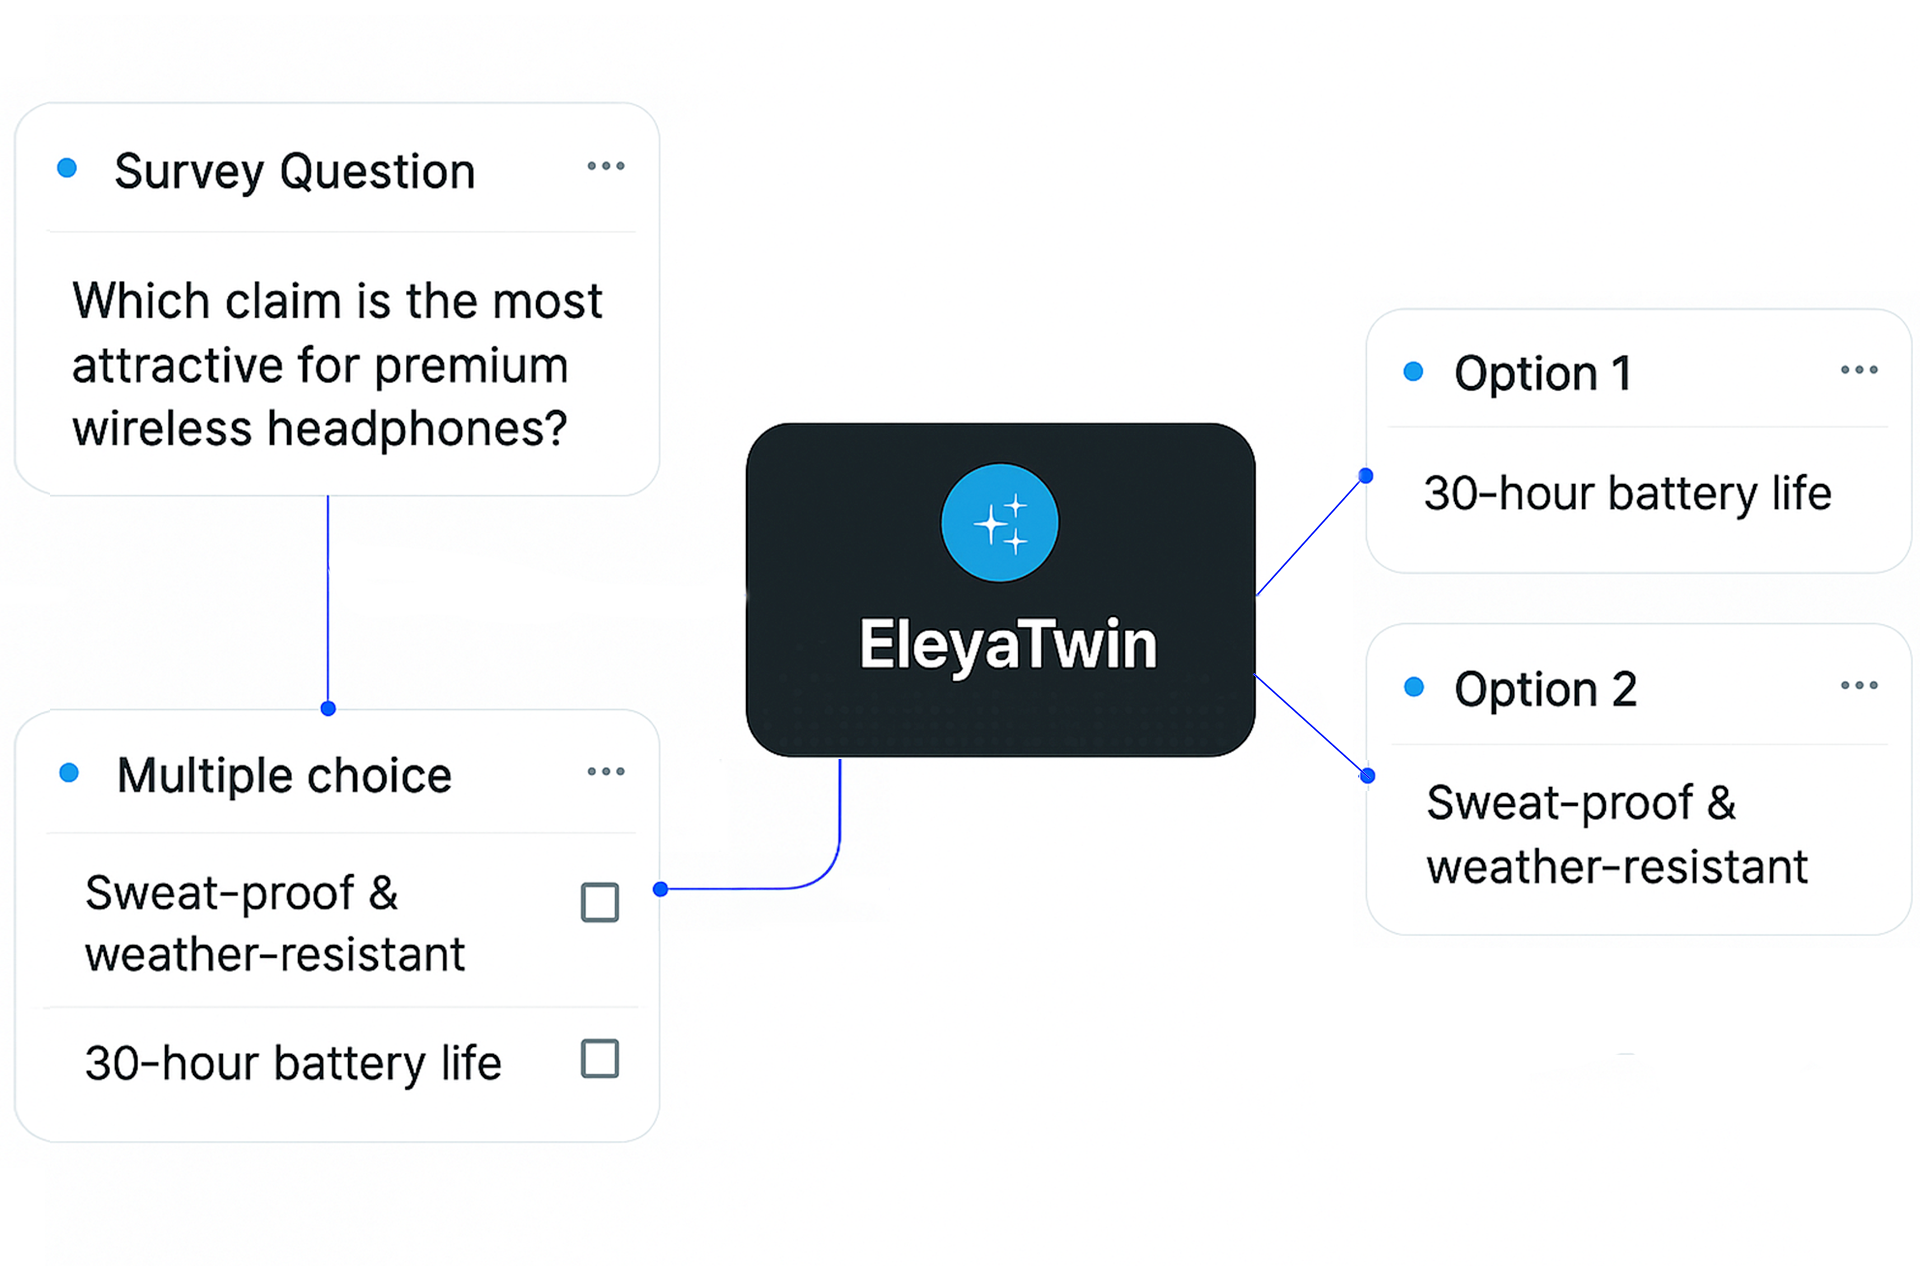 Survey Question
Which claim is the most
attractive for premium
wireless headphones?
Multiple choice
Sweat-proof &
weather-resistant
30-hour battery life
EleyaTwin
Option 1
30-hour battery life
Option 2
Sweat-proof &
weather-resistant